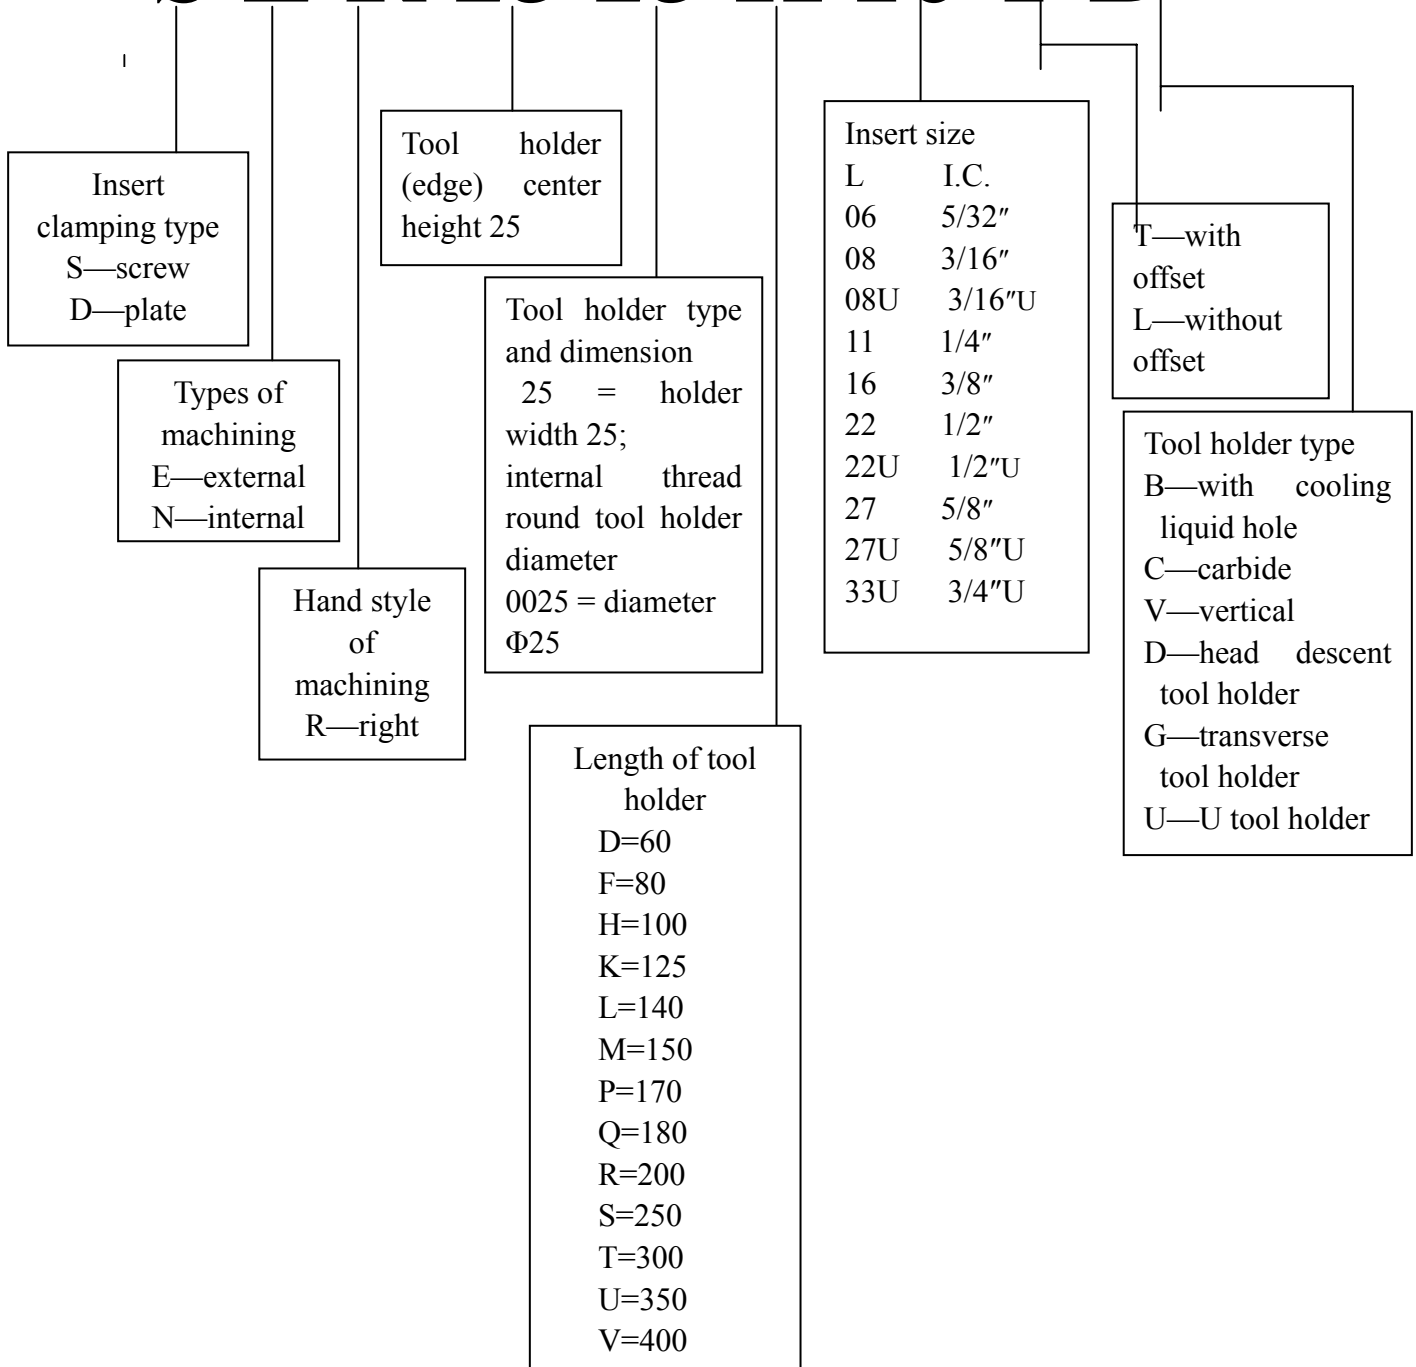 Insert
clamping type
S—screw
D—plate
Types of
machining
E—external
N—internal
Hand style
of
machining
R—right
Tool holder
(edge) center
height 25
Tool holder type
and dimension
25 = holder
width 25;
internal thread
round tool holder
diameter
0025 = diameter
Φ25
Length of tool
holder
D=60
F=80
H=100
K=125
L=140
M=150
P=170
Q=180
R=200
S=250
T=300
U=350
V=400
Insert size
L I.C.
06 5/32″
08 3/16″
08U 3/16″U
11 1/4″
16 3/8″
22 1/2″
22U 1/2″U
27 5/8″
27U 5/8″U
33U 3/4″U
T—with
offset
L—without
offset
Tool holder type
B—with cooling
liquid hole
C—carbide
V—vertical
D—head descent
tool holder
G—transverse
tool holder
U—U tool holder